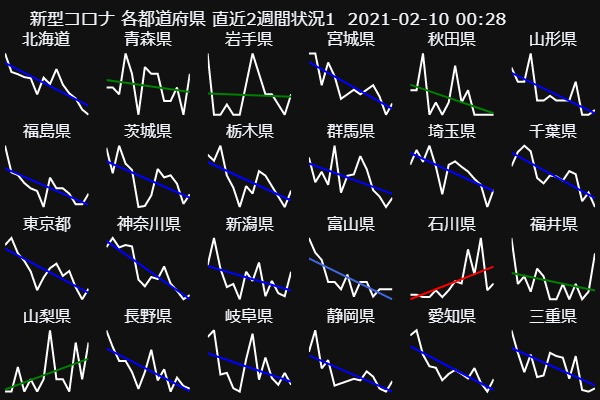 新型コロナ 各都道府県 直近2週間状況1 2021-02-10 00:28
北海道 青森県 岩手県 宮城県 秋田県 山形県
福島県 茨城県 栃木県 群馬県 埼玉県 千葉県
東京都 神奈川県 新潟県 富山県 石川県 福井県
山梨県 長野県 岐阜県 静岡県 愛知県 三重県